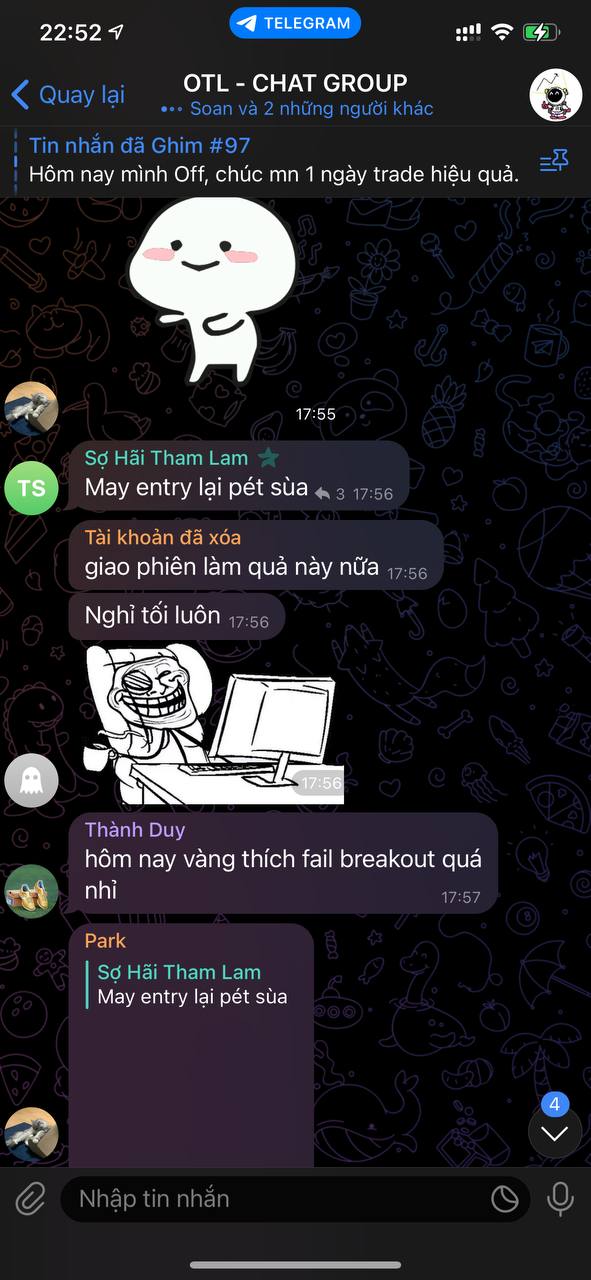 22:52
TELEGRAM
Quay lại
OTL - CHAT GROUP
Soan và 2 những người khác
Tin nhắn đã Ghim #97
Hôm nay mình Off, chúc mn 1 ngày trade hiệu quả.
17:55
Sợ Hãi Tham Lam
TS
May entry lại pét sùa 3 17:56
Tài khoản đã xóa
giao phiên làm quả này nữa 17:56
Nghỉ tối luôn 17:56
17:56
Thành Duy
hôm nay vàng thích fail breakout quá
nhỉ 17:57
Park
Sợ Hãi Tham Lam
May entry lại pét sùa
4
Nhập tin nhắn